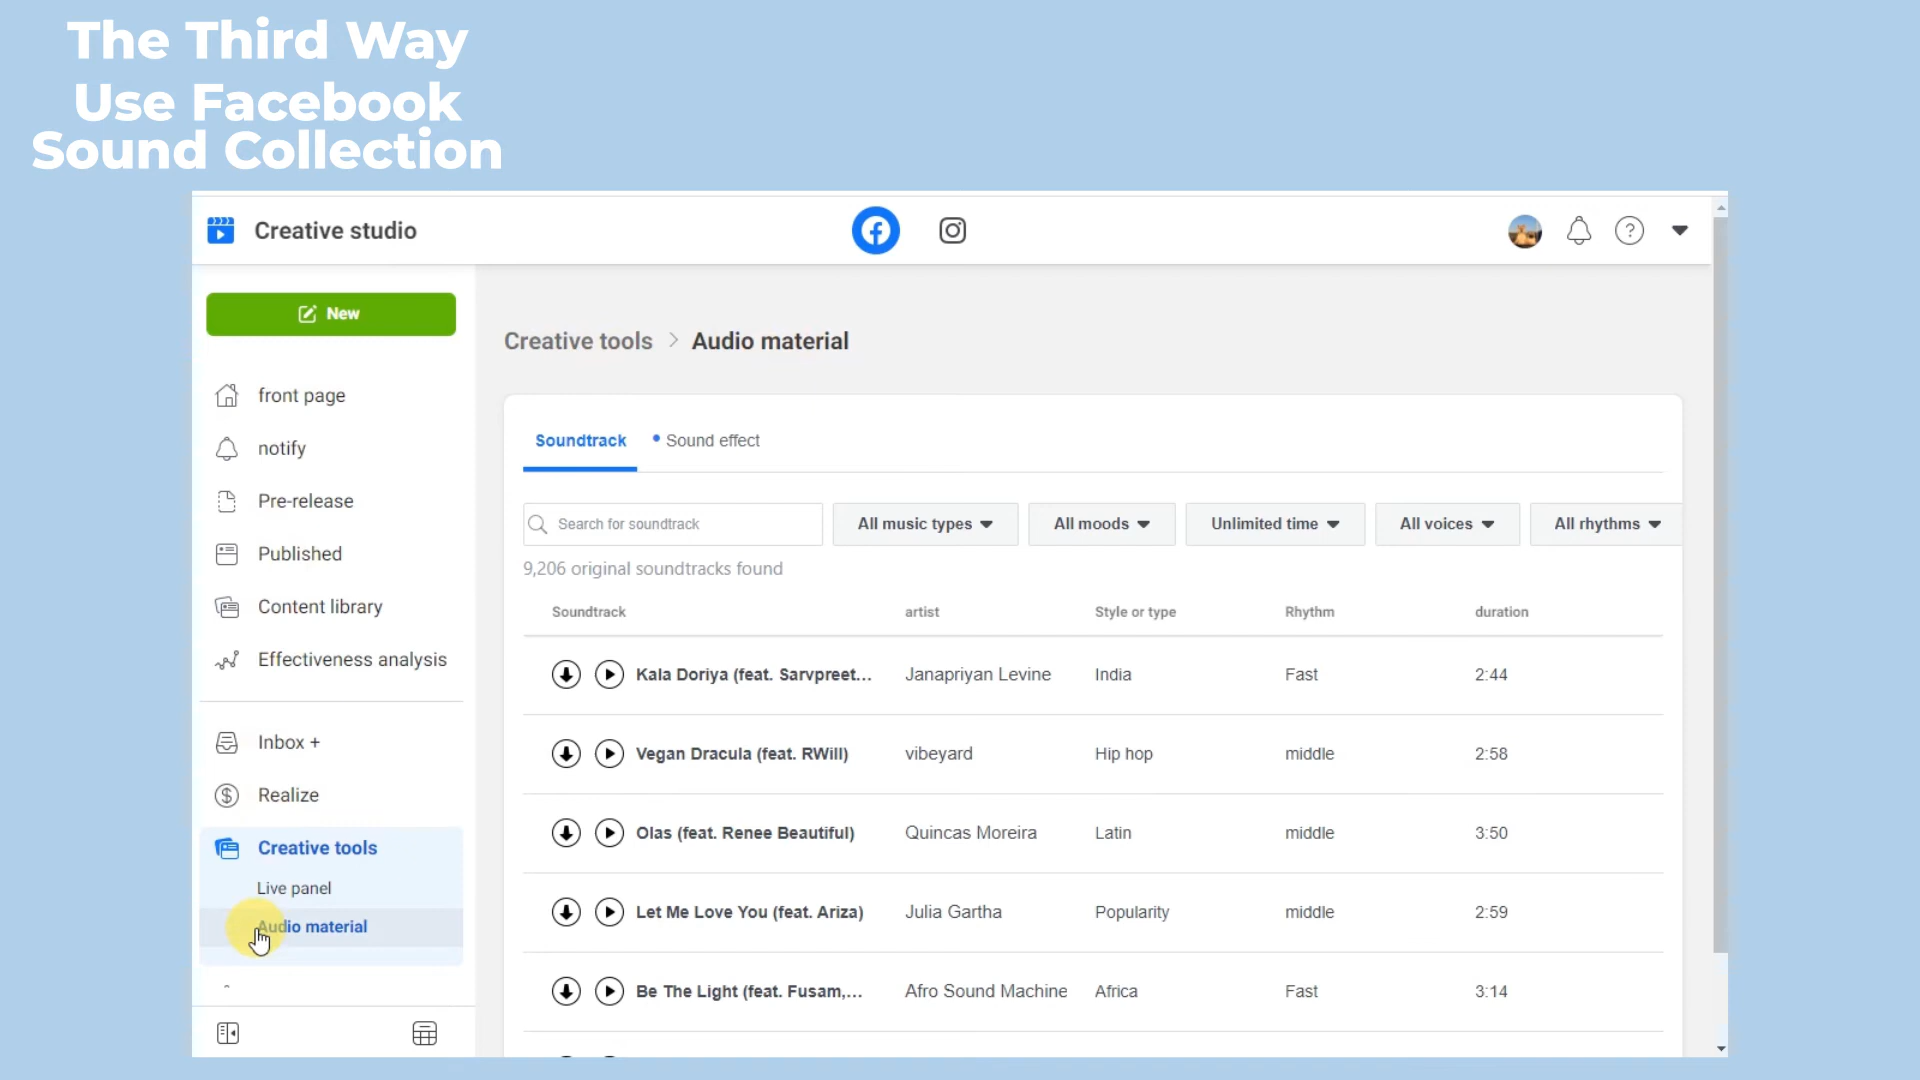 The Third Way
Use Facebook
Sound Collection
Creative studio
New
front page
notify
Pre-release
Published
Content library
Effectiveness analysis
Inbox +
Realize
Creative tools
Live panel
Audio material
Creative tools > Audio material
Soundtrack • Sound effect
Search for soundtrack All music types All moods Unlimited time All voices All rhythms
9,206 original soundtracks found
Soundtrack artist Style or type Rhythm duration
Kala Doriya (feat. Sarvpreet... Janapriyan Levine India Fast 2:44
Vegan Dracula (feat. RWill) vibeyard Hip hop middle 2:58
Olas (feat. Renee Beautiful) Quincas Moreira Latin middle 3:50
Let Me Love You (feat. Ariza) Julia Gartha Popularity middle 2:59
Be The Light (feat. Fusam,... Afro Sound Machine Africa Fast 3:14